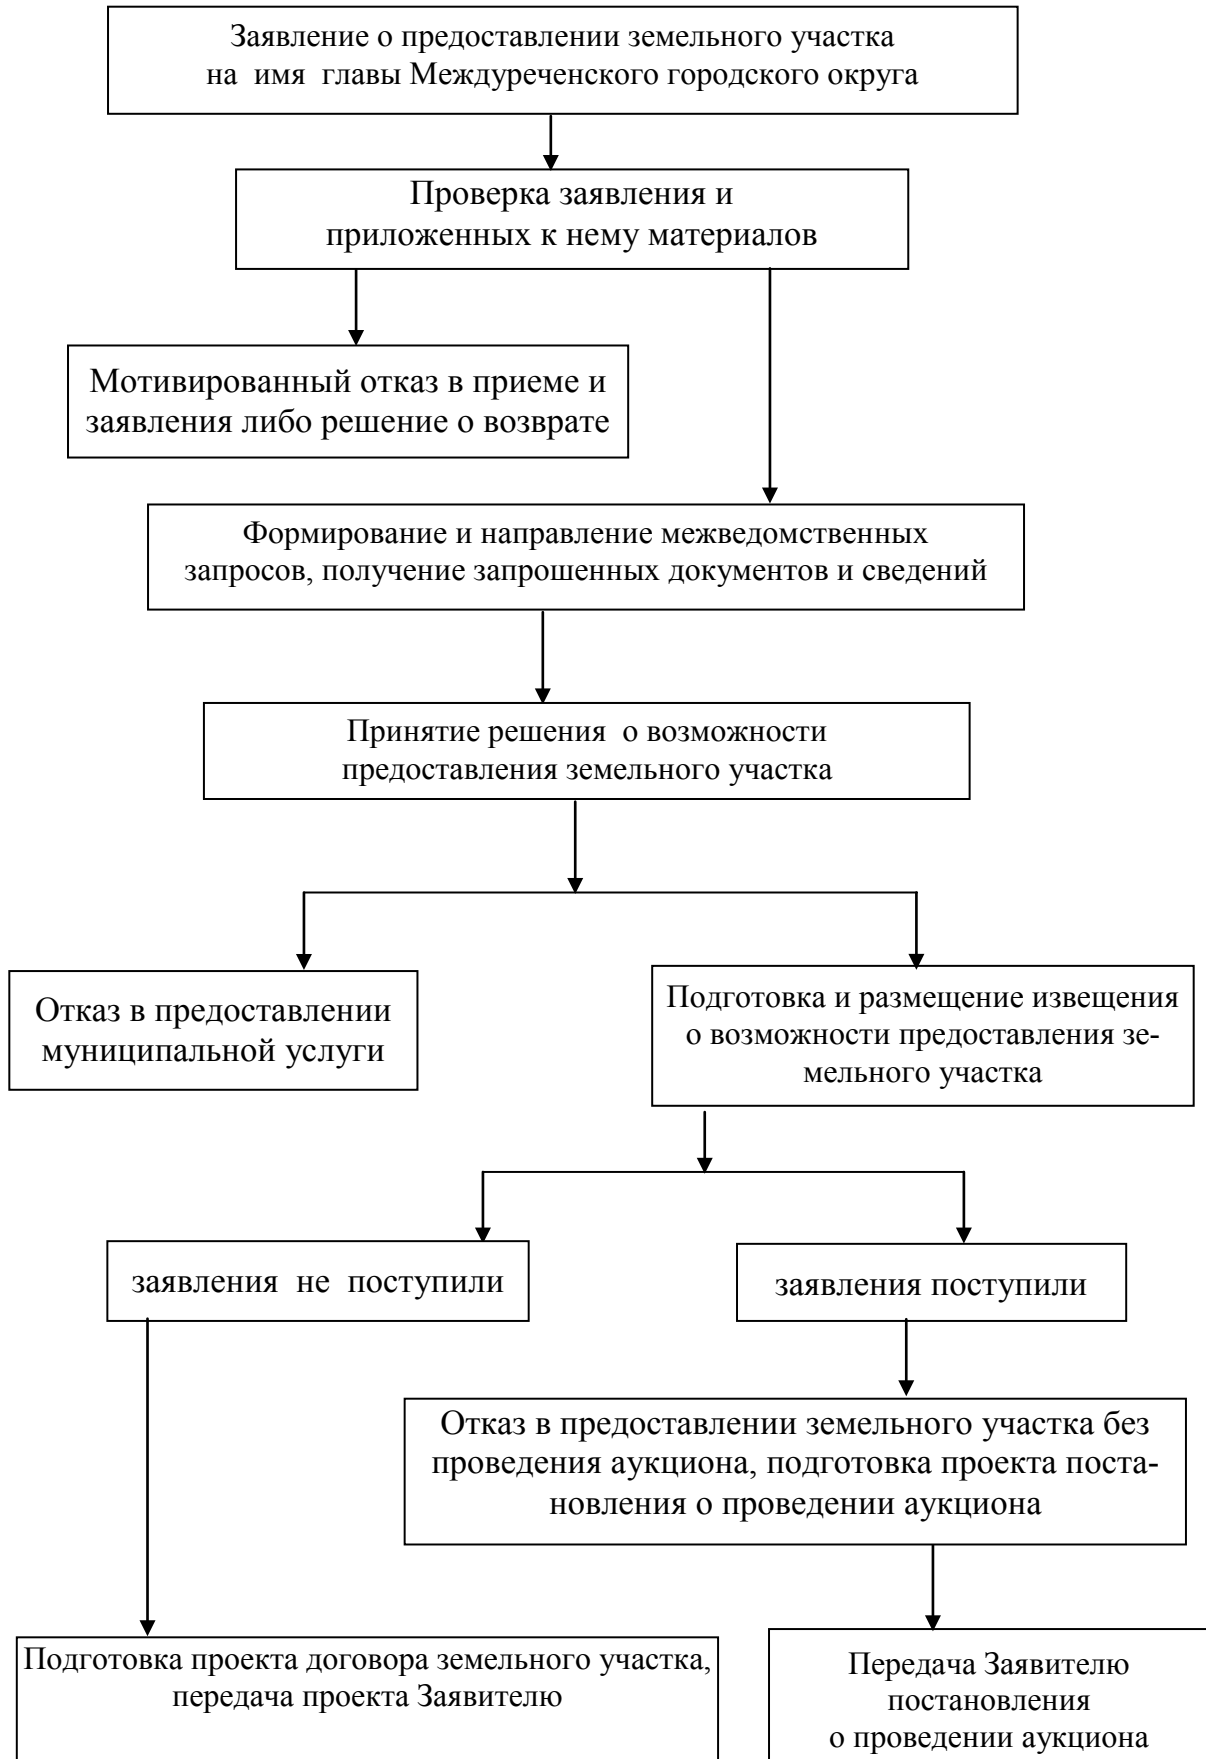 Заявление о предоставлении земельного участка
на имя главы Междуреченского городского округа
Проверка заявления и
приложенных к нему материалов
Мотивированный отказ в приеме и
заявления либо решение о возврате
Формирование и направление межведомственных
запросов, получение запрошенных документов и сведений
Принятие решения о возможности
предоставления земельного участка
Отказ в предоставлении
муниципальной услуги
Подготовка и размещение извещения
о возможности предоставления зе-
мельного участка
заявления не поступили
заявления поступили
Отказ в предоставлении земельного участка без
проведения аукциона, подготовка проекта поста-
новления о проведении аукциона
Подготовка проекта договора земельного участка,
передача проекта Заявителю
Передача Заявителю
постановления
о проведении аукциона